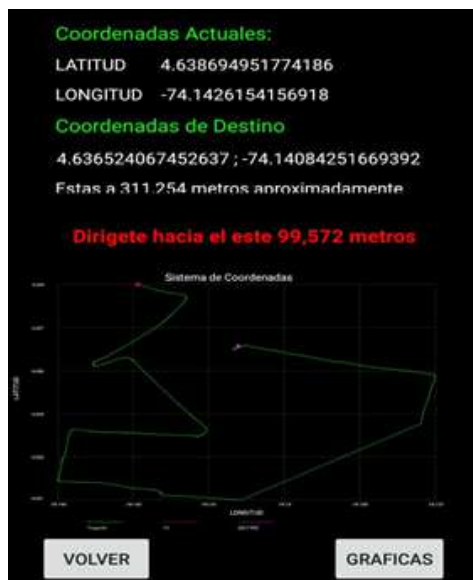 Coordenadas Actuales:
LATITUD 4.638694951774186
LONGITUD -74.1426154156918
Coordenadas de Destino
4.636524067452637 ; -74.14084251669392
Estas a 311.254 metros aproximadamente
Dirigete hacia el este 99,572 metros
Sistema de Coordenadas
LATITUD
LONGITUD
VOLVER
GRAFICAS